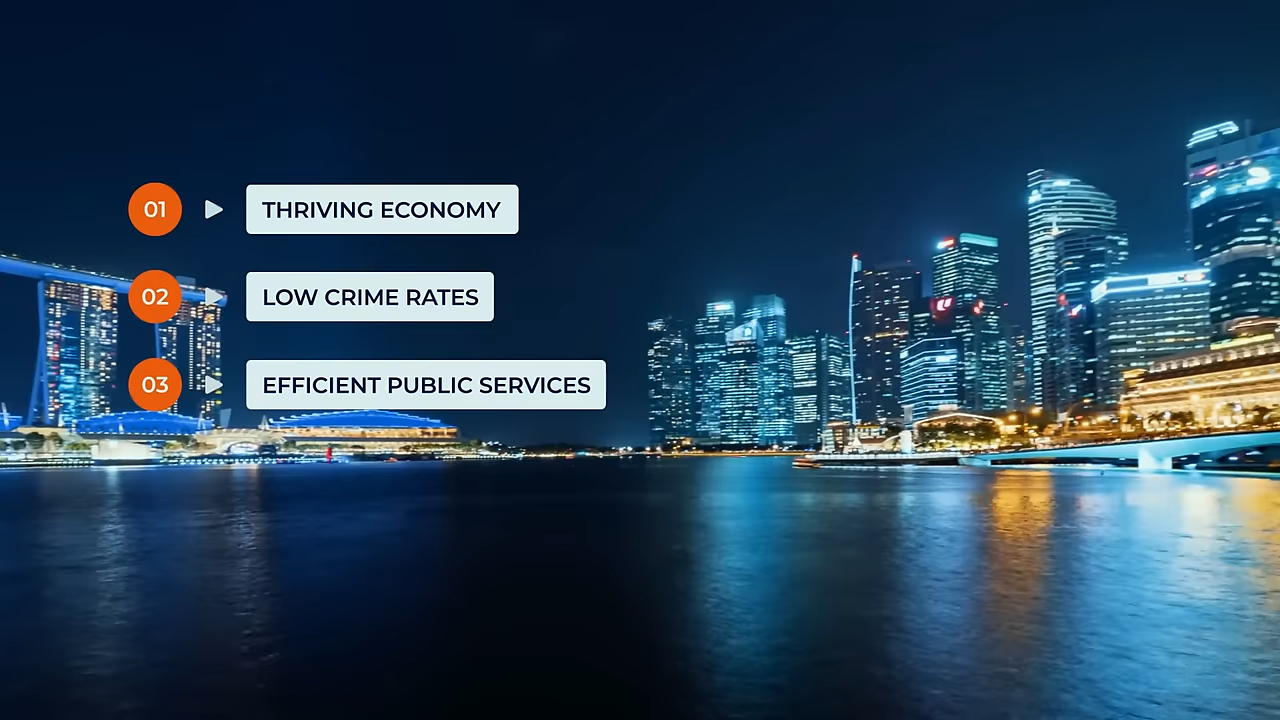 01 THRIVING ECONOMY
02 LOW CRIME RATES
03 EFFICIENT PUBLIC SERVICES